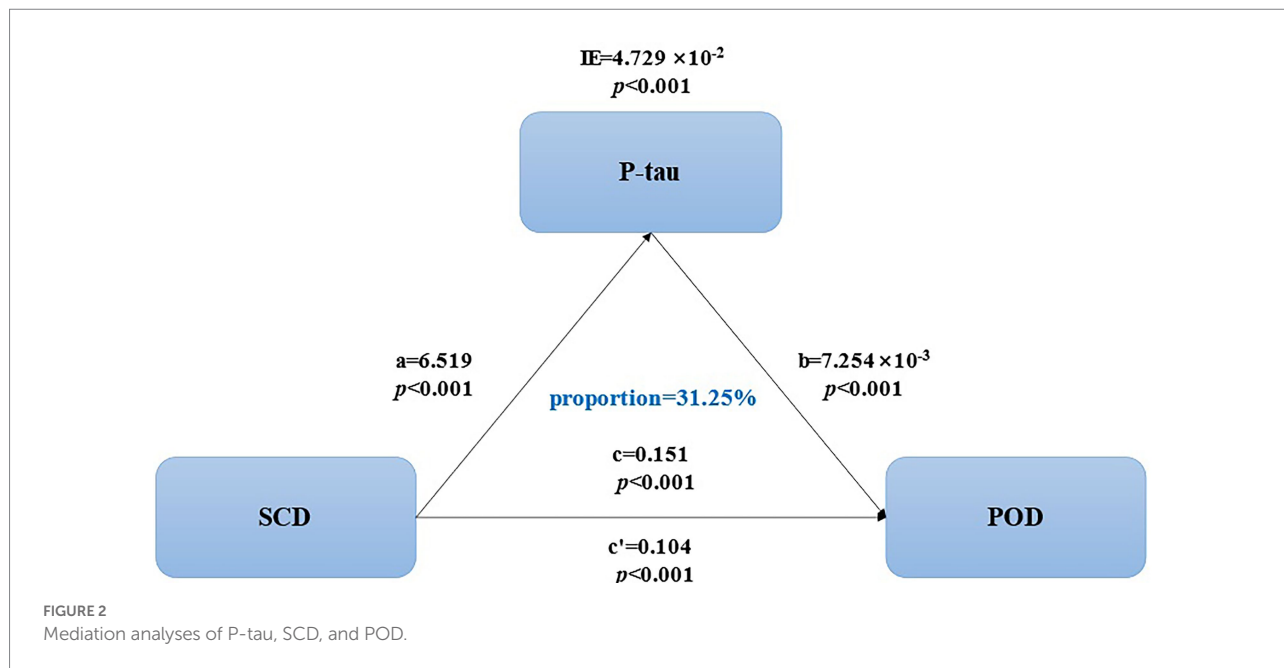 IE=4.729 ×10⁻²
p<0.001
P-tau
a=6.519
p<0.001
b=7.254×10⁻³
p<0.001
proportion=31.25%
c=0.151
p<0.001
SCD
POD
c'=0.104
p<0.001
FIGURE 2
Mediation analyses of P-tau, SCD, and POD.